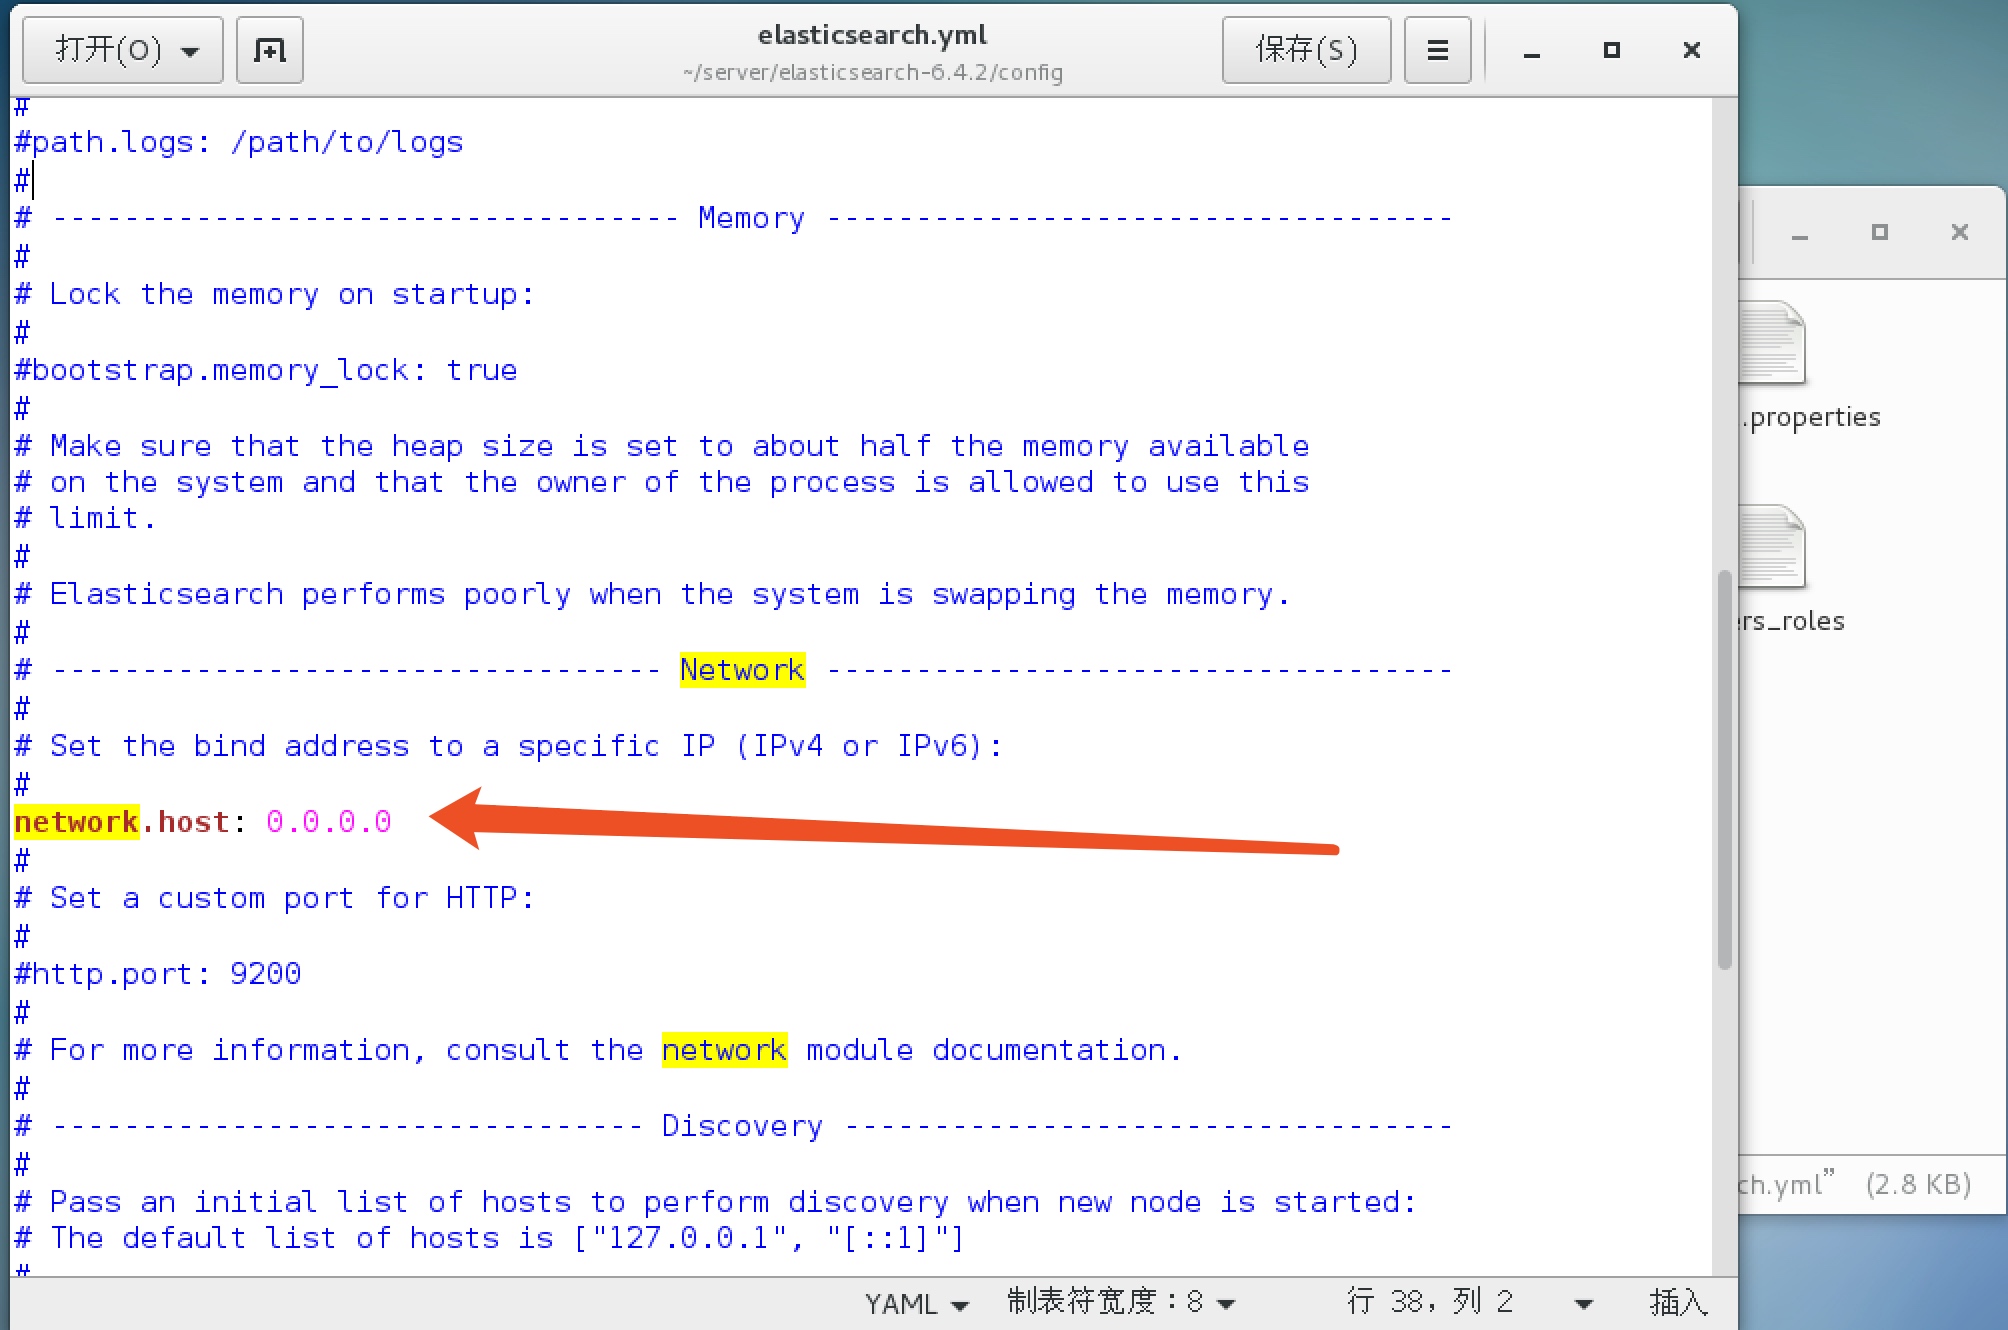 打开(O)
elasticsearch.yml
~/server/elasticsearch-6.4.2/config
保存(S)
#
#path.logs: /path/to/logs
#
# ----------------------------------- Memory -----------------------------------
#
# Lock the memory on startup:
#
#bootstrap.memory_lock: true
#
# Make sure that the heap size is set to about half the memory available
# on the system and that the owner of the process is allowed to use this
# limit.
#
# Elasticsearch performs poorly when the system is swapping the memory.
#
# ---------------------------------- Network -----------------------------------
#
# Set the bind address to a specific IP (IPv4 or IPv6):
#
network.host: 0.0.0.0
#
# Set a custom port for HTTP:
#
#http.port: 9200
#
# For more information, consult the network module documentation.
#
# --------------------------------- Discovery ----------------------------------
#
# Pass an initial list of hosts to perform discovery when new node is started:
# The default list of hosts is ["127.0.0.1", "[::1]"]
#
YAML
制表符宽度：8
行 38，列 2
插入
.properties
rs_roles
ch.yml” (2.8 KB)